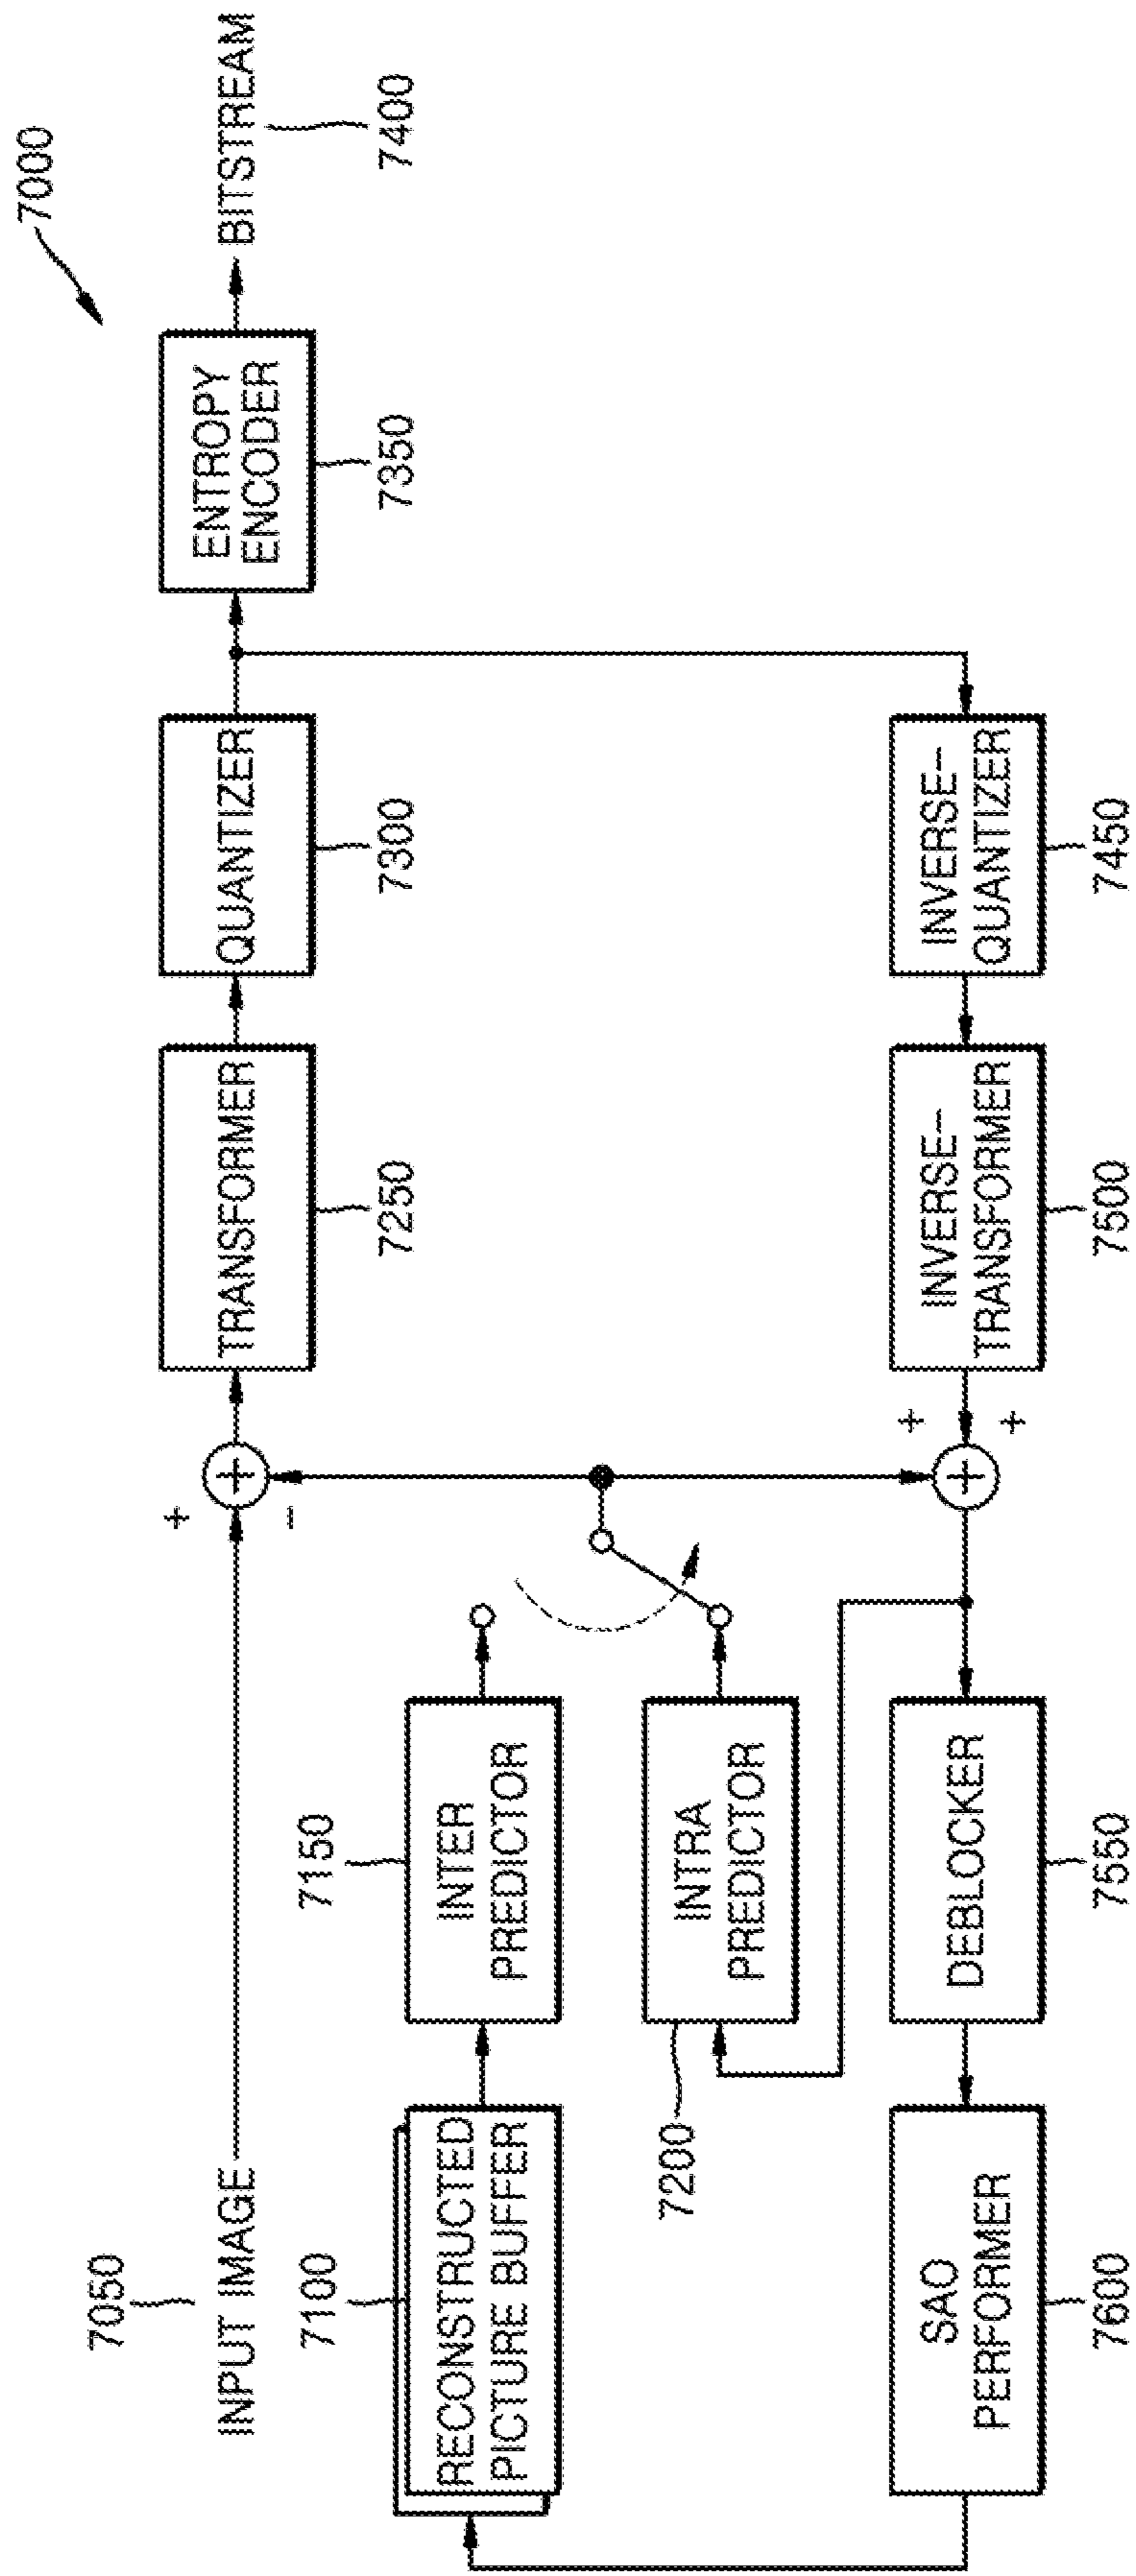 7000
7050
INPUT IMAGE
+
−
+
TRANSFORMER
7250
QUANTIZER
7300
ENTROPY
ENCODER
7350
BITSTREAM
7400
7100
RECONSTRUCTED
PICTURE BUFFER
7150
INTER
PREDICTOR
7200
INTRA
PREDICTOR
SAO
PERFORMER
7600
DEBLOCKER
7550
+
+
+
INVERSE−
TRANSFORMER
7500
INVERSE−
QUANTIZER
7450